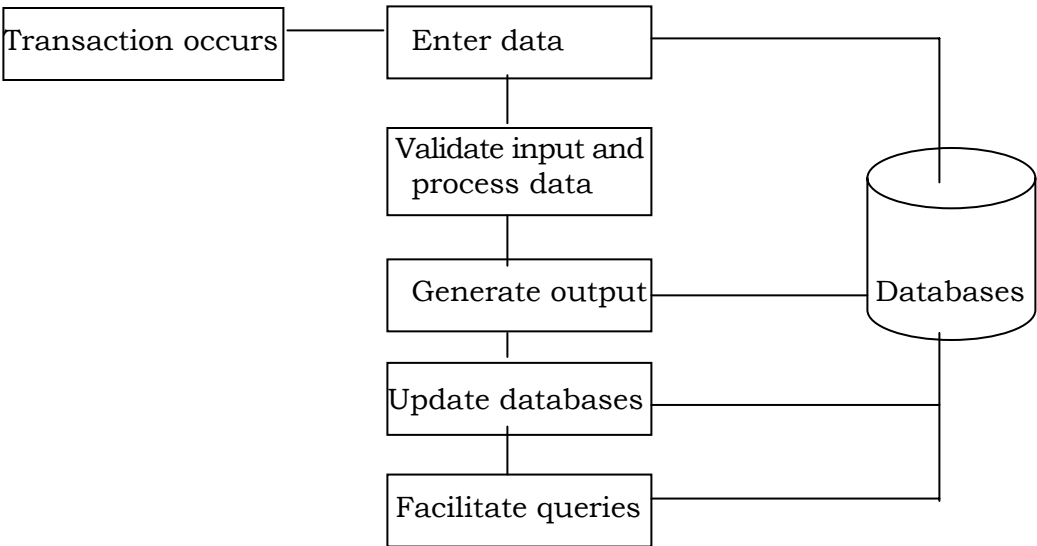 Transaction occurs
Enter data
Validate input and
process data
Generate output
Databases
Update databases
Facilitate queries